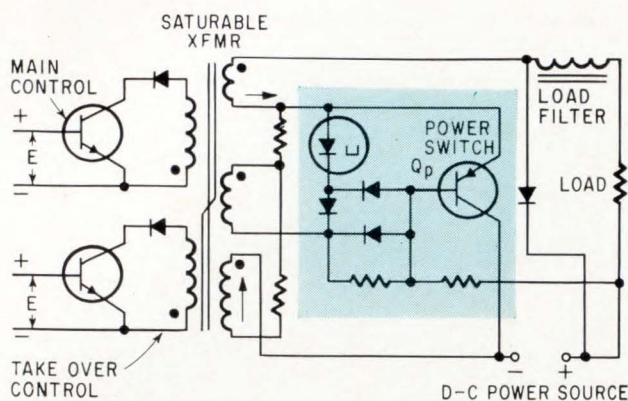 SATURABLE
XFMR
MAIN
CONTROL
+
E
−
POWER
SWITCH
Qp
LOAD
FILTER
LOAD
+
E
−
TAKE OVER
CONTROL
− +
D-C POWER SOURCE